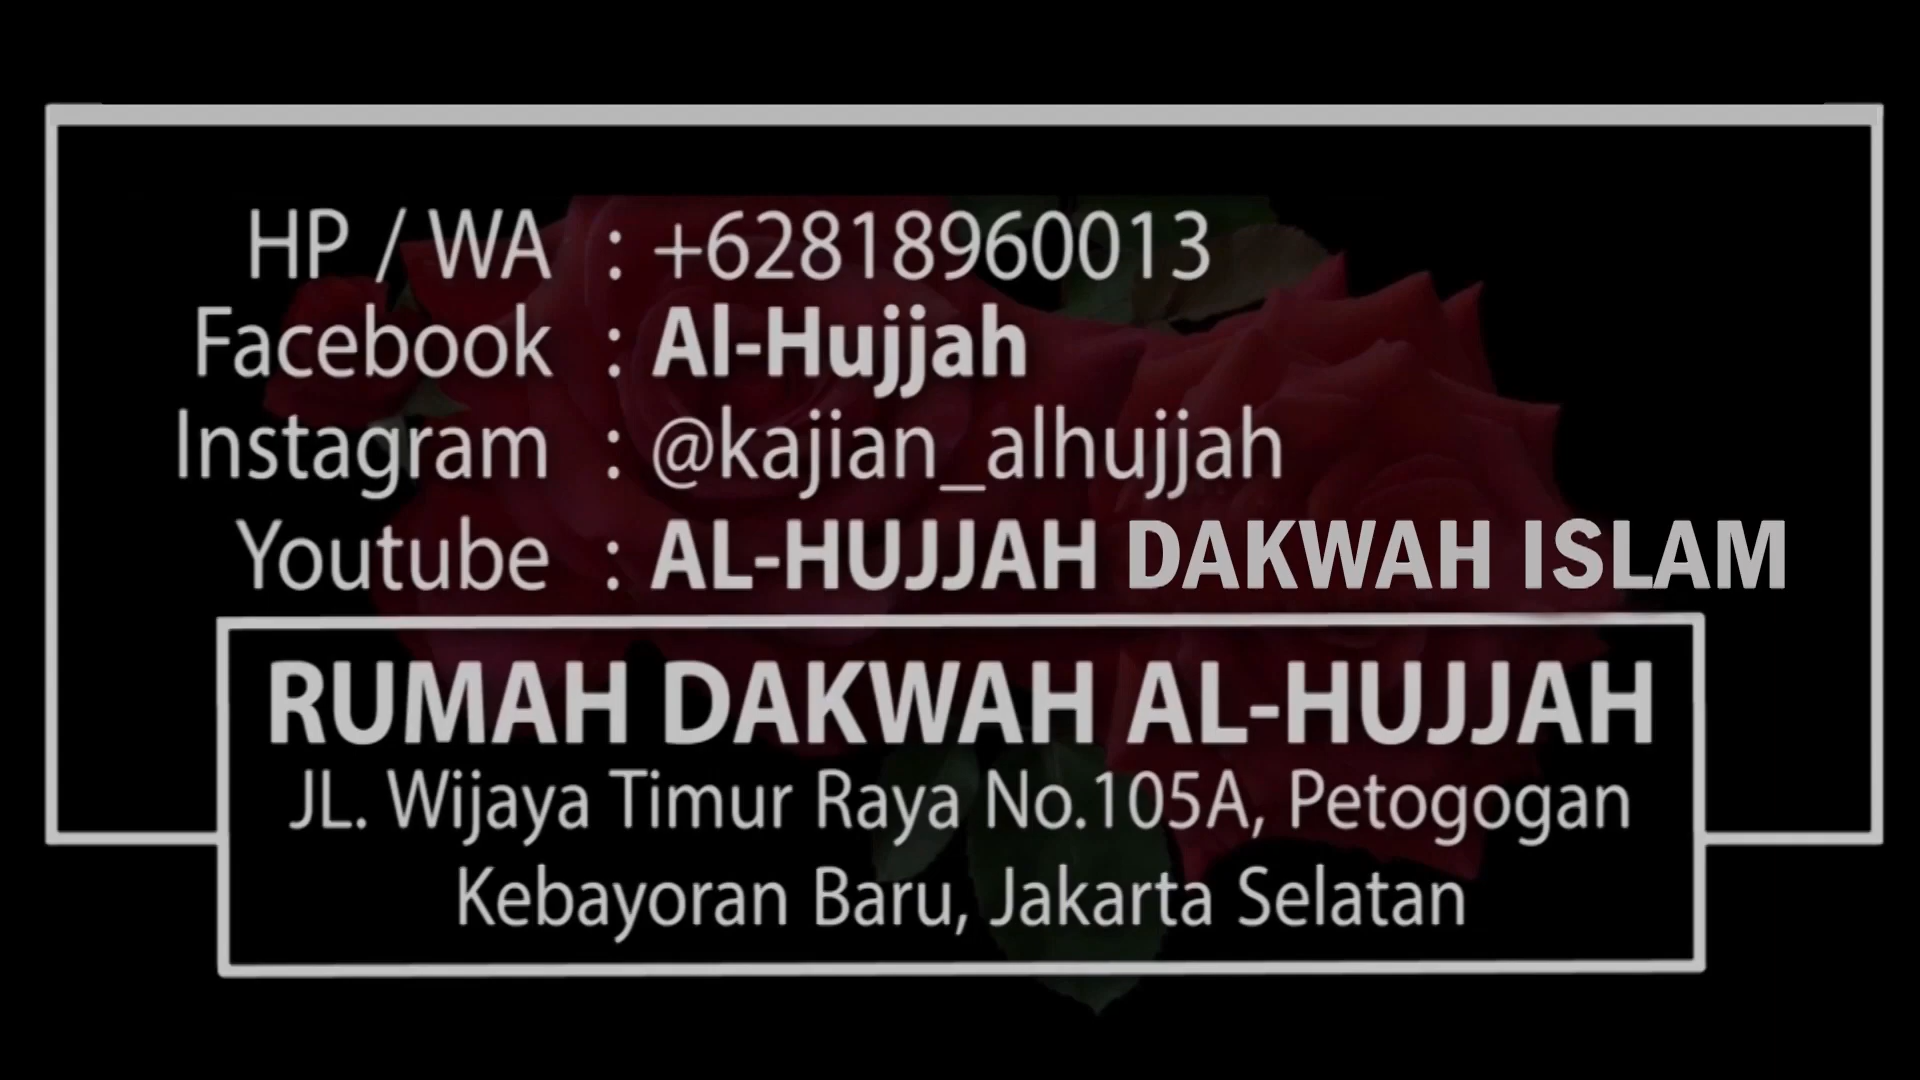 HP / WA : +62818960013
Facebook : Al-Hujjah
Instagram : @kajian_alhujjah
Youtube : AL-HUJJAH DAKWAH ISLAM
RUMAH DAKWAH AL-HUJJAH
JL. Wijaya Timur Raya No.105A, Petogogan
Kebayoran Baru, Jakarta Selatan